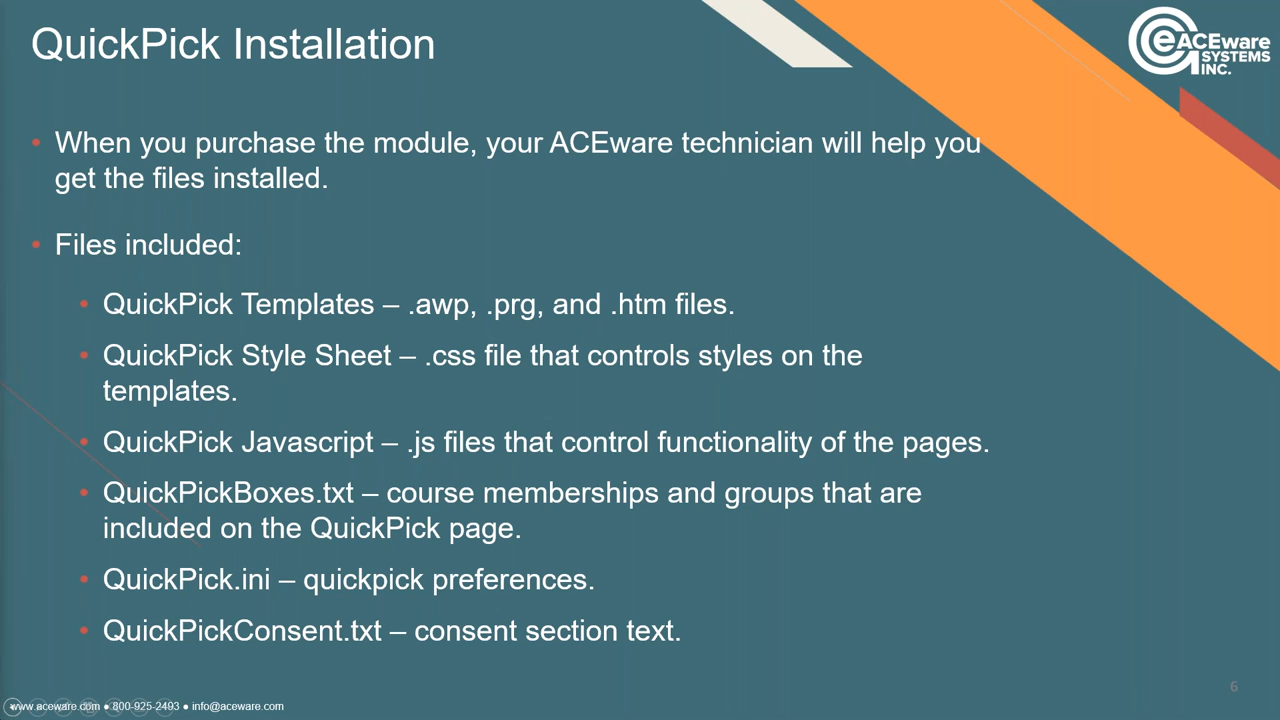 QuickPick Installation
ACEware
SYSTEMS
INC.
• When you purchase the module, your ACEware technician will help you
get the files installed.
• Files included:
• QuickPick Templates – .awp, .prg, and .htm files.
• QuickPick Style Sheet – .css file that controls styles on the
templates.
• QuickPick Javascript – .js files that control functionality of the pages.
• QuickPickBoxes.txt – course memberships and groups that are
included on the QuickPick page.
• QuickPick.ini – quickpick preferences.
• QuickPickConsent.txt – consent section text.
6
www.aceware.com ● 800-925-2493 ● info@aceware.com